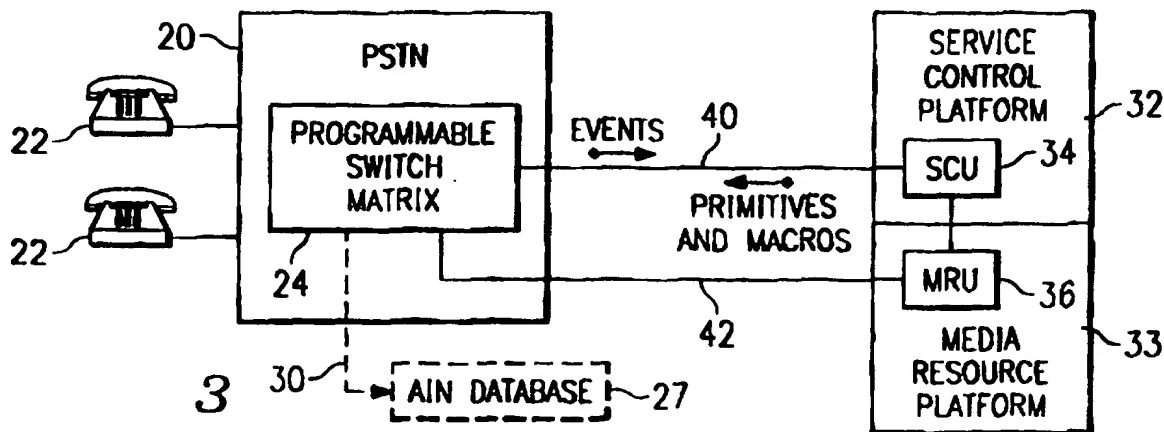 20
PSTN
SERVICE
CONTROL
PLATFORM
32
22
PROGRAMMABLE
SWITCH
MATRIX
EVENTS
40
SCU
34
PRIMITIVES
AND MACROS
22
24
MRU
36
42
30
3
AIN DATABASE
27
MEDIA
RESOURCE
PLATFORM
33